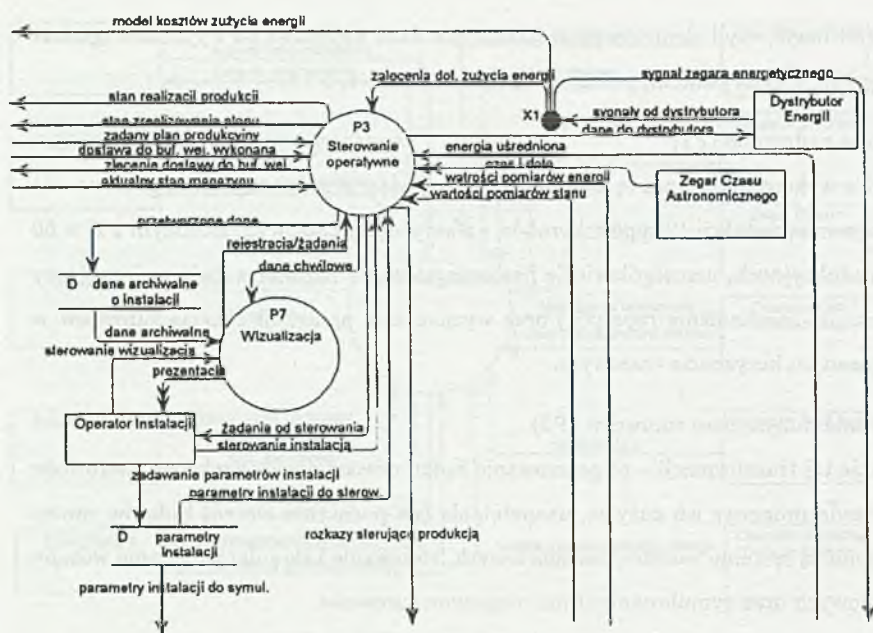 model kosztów zużycia energii
zalecenia dot. zużycia energii
sygnał zegara energetycznego
stan realizacji produkcji
X1
sygnały od dystrybutora
Dystrybutor
Energii
stan zrealizowania planu
P3
dane do dystrybutora
zadany plan produkcyjny
Sterowanie
operatywne
energia uśredniona
dostawa do buf. wej. wykonana
czas i data
zlecenie dostawy do buf. wej.
watrości pomiarów energii
Zegar Czasu
Astronomicznego
aktualny stan magazynu
wartości pomiarów stanu
przetworzone dane
rejestracja/żądania
dane chwilowe
D
dane archiwalne
o instalacji
P7
Wizualizacja
dane archiwalne
sterowanie wizualizacją
prezentacja
Operator Instalacji
żądania od sterowania
sterowanie instalacją
zadawanie parametrów instalacji
parametry instalacji do sterow.
D
parametry
Instalacji
rozkazy sterujące produkcją
parametry instalacji do symul.